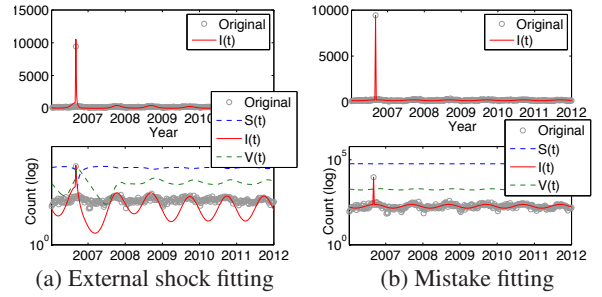 15000
10000
5000
0
Original
I(t)
2007 2008 2009 2010
Year
Original
S(t)
I(t)
V(t)
Count (log)
10^0
2007 2008 2009 2010 2011 2012
(a) External shock fitting
10000
5000
0
Original
I(t)
2007 2008 2009 2010 2011 2012
Year
Original
S(t)
I(t)
V(t)
Count (log)
10^5
10^0
2007 2008 2009 2010 2011 2012
(b) Mistake fitting